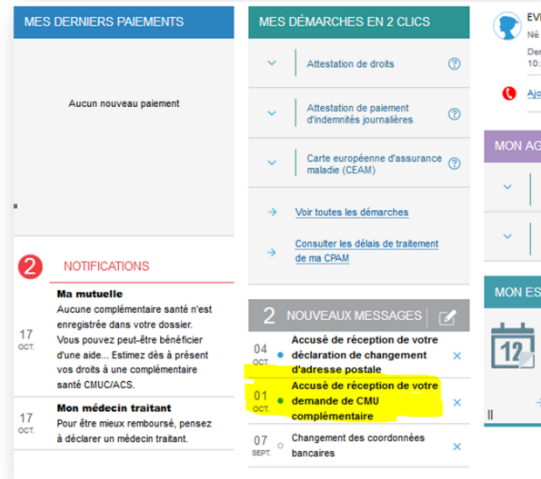 MES DERNIERS PAIEMENTS
Aucun nouveau paiement
2 NOTIFICATIONS
17 OCT.
Ma mutuelle
Aucune complémentaire santé n'est
enregistrée dans votre dossier.
Vous pouvez peut-être bénéficier
d'une aide... Estimez dès à présent
vos droits à une complémentaire
santé CMUC/ACS.
17 OCT.
Mon médecin traitant
Pour être mieux remboursé, pensez
à déclarer un médecin traitant.
MES DÉMARCHES EN 2 CLICS
Attestation de droits
Attestation de paiement
d'indemnités journalières
Carte européenne d'assurance
maladie (CEAM)
Voir toutes les démarches
Consulter les délais de traitement
de ma CPAM
2 NOUVEAUX MESSAGES
04 OCT.
Accusé de réception de votre
déclaration de changement
d'adresse postale
01 OCT.
Accusé de réception de votre
demande de CMU
complémentaire
07 SEPT.
Changement des coordonnées
bancaires
Né
10:
MON AG
MON ES
12